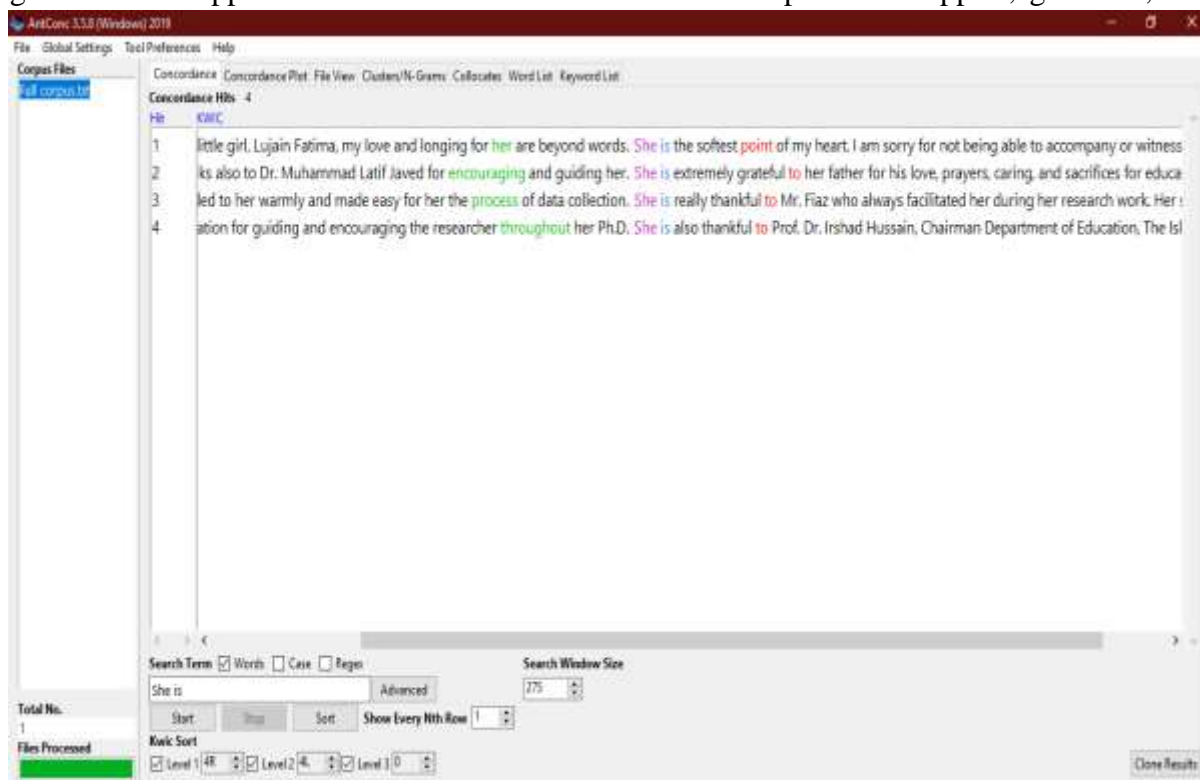 AntConc 3.5.8 (Windows) 2019
File Global Settings Tool Preferences Help
Corpus Files
Full corpus.txt
Concordance Concordance Plot File View Clusters/N-Grams Collocates Word List Keyword List
Concordance Hits 4
Hit KWIC
1 little girl, Lujain Fatima, my love and longing for her are beyond words. She is the softest point of my heart. I am sorry for not being able to accompany or witness
2 ks also to Dr. Muhammad Latif Javed for encouraging and guiding her. She is extremely grateful to her father for his love, prayers, caring, and sacrifices for educa
3 led to her warmly and made easy for her the process of data collection. She is really thankful to Mr. Fiaz who always facilitated her during her research work. Her
4 ation for guiding and encouraging the researcher throughout her Ph.D. She is also thankful to Prof. Dr. Irshad Hussain, Chairman Department of Education, The Isl
Search Term Words Case Regex Search Window Size
She is Advanced 275
Start Stop Sort Show Every Nth Row 1
Total No.
1
Files Processed
Kwic Sort
Level 1 4R Level 2 4L Level 3 0 Clone Results